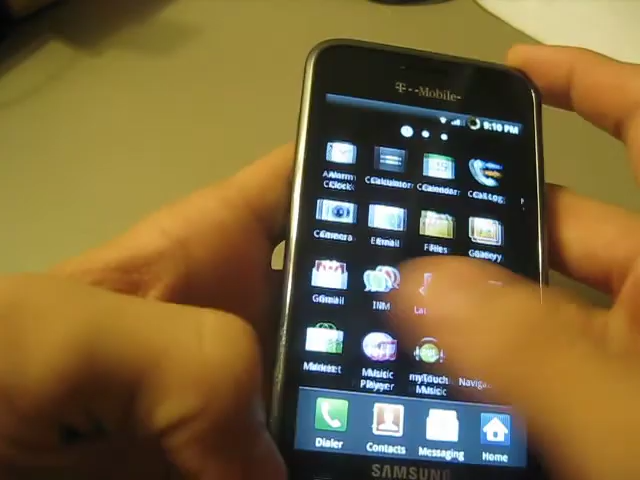 T--Mobile-
9:10 PM
Alarm Clock
Calculator
Calendar
Call Log
Camera
Email
Files
Gallery
Gmail
IM
Market
Music Player
myTouch Music
Dialer
Contacts
Messaging
Home
SAMSUNG